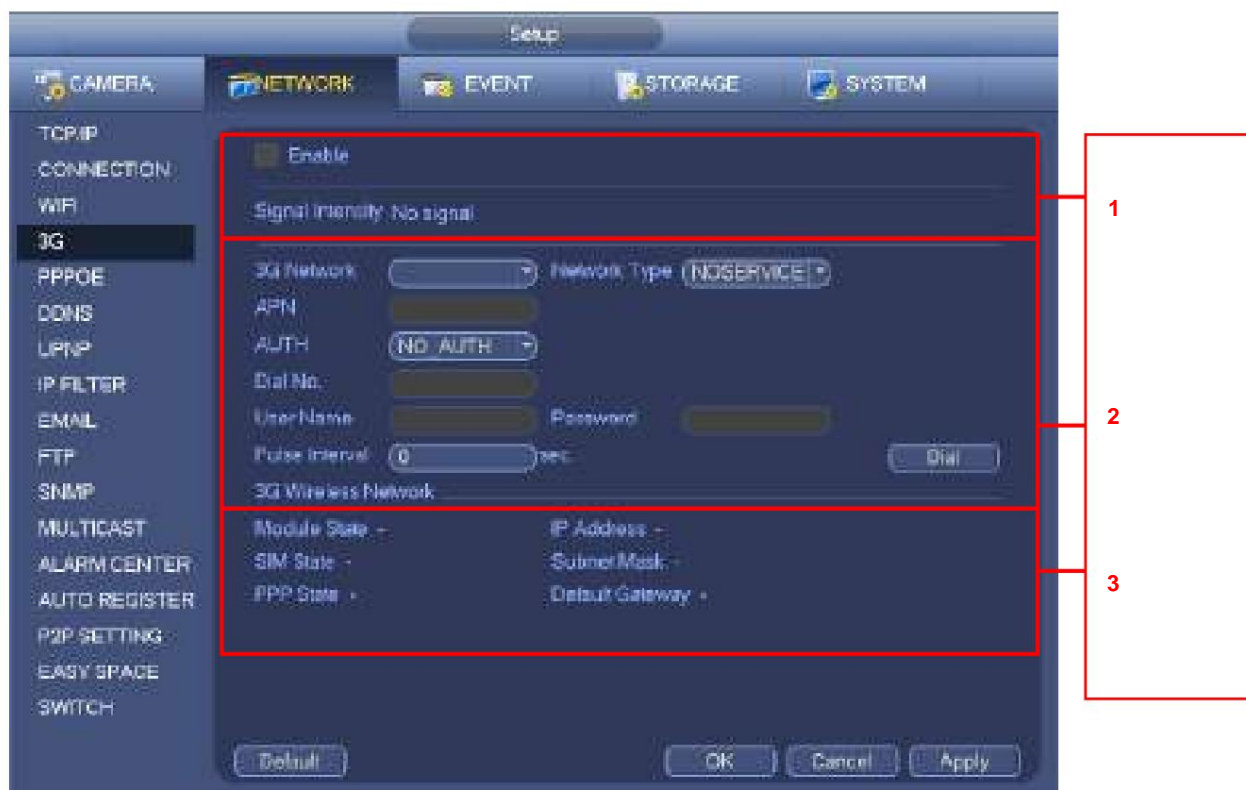 Setup
CAMERA NETWORK EVENT STORAGE SYSTEM
TCP/IP
CONNECTION
WIFI
3G
PPPOE
DDNS
UPNP
IP FILTER
EMAIL
FTP
SNMP
MULTICAST
ALARM CENTER
AUTO REGISTER
P2P SETTING
EASY SPACE
SWITCH
Enable
Signal Intensity No signal
3G Network Network Type NOSERVICE
APN
AUTH NO_AUTH
Dial No.
User Name Password
Pulse Interval 0 sec.
Dial
3G Wireless Network
Module State - IP Address -
SIM State - Subnet Mask -
PPP State - Default Gateway -
Default OK Cancel Apply
1
2
3